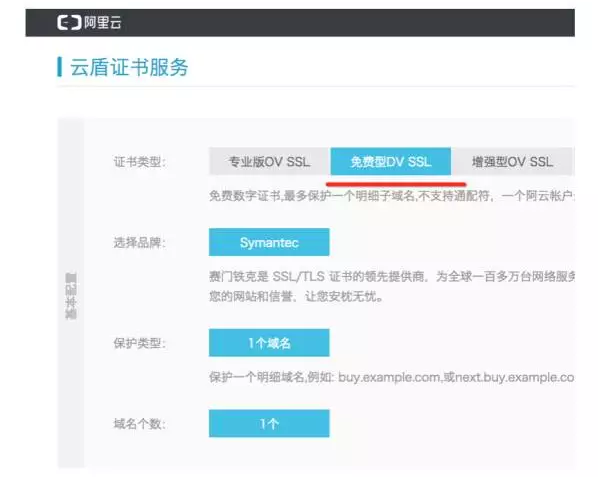 阿里云
云盾证书服务
基本配置
证书类型: 专业版OV SSL 免费型DV SSL 增强型OV SSL
免费数字证书,最多保护一个明细子域名,不支持通配符，一个阿云帐户
选择品牌: Symantec
赛门铁克是 SSL/TLS 证书的领先提供商，为全球一百多万台网络服务
您的网站和信誉，让您安枕无忧。
保护类型: 1个域名
保护一个明细域名,例如: buy.example.com,或next.buy.example.co
域名个数: 1个